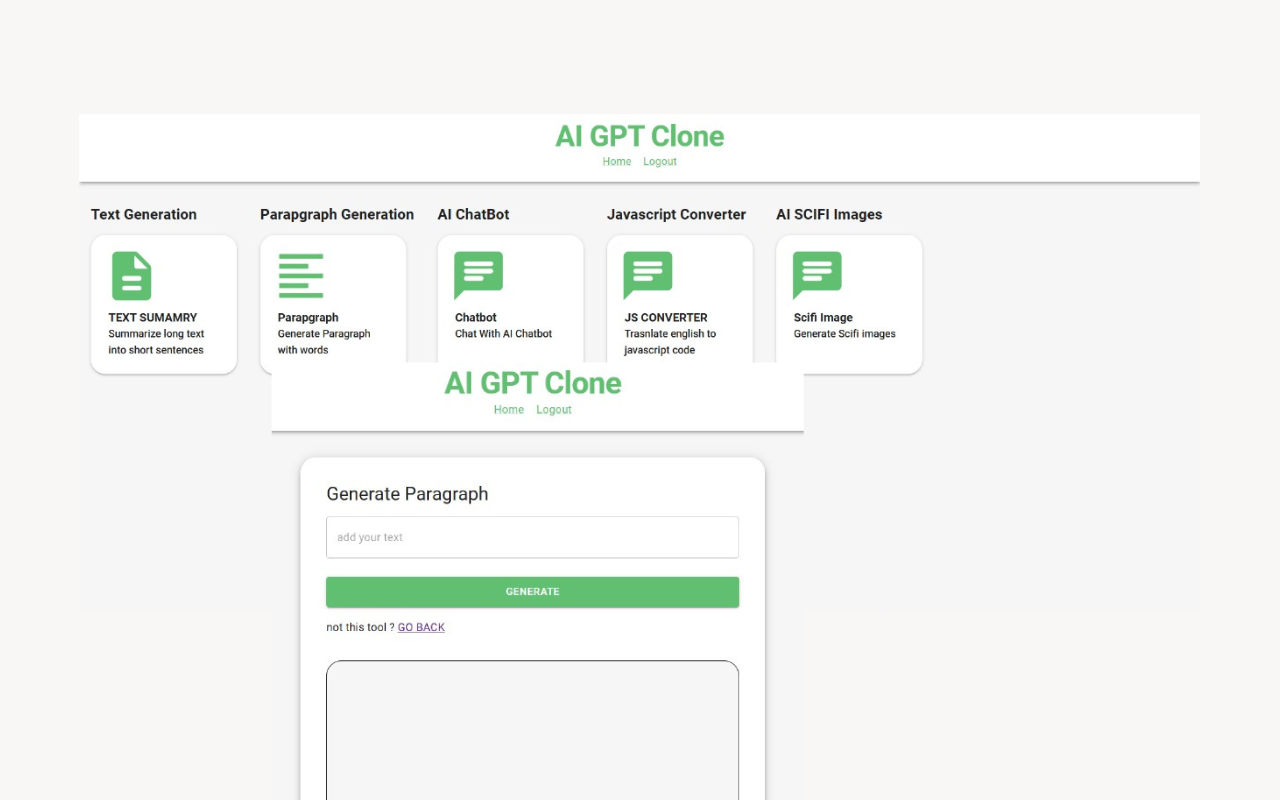 AI GPT Clone
Home Logout
Text Generation
Parapgraph Generation
AI ChatBot
Javascript Converter
AI SCIFI Images
TEXT SUMAMRY
Summarize long text
into short sentences
Parapgraph
Generate Paragraph
with words
Chatbot
Chat With AI Chatbot
JS CONVERTER
Trasnlate english to
javascript code
Scifi Image
Generate Scifi images
AI GPT Clone
Home Logout
Generate Paragraph
add your text
GENERATE
not this tool ? GO BACK